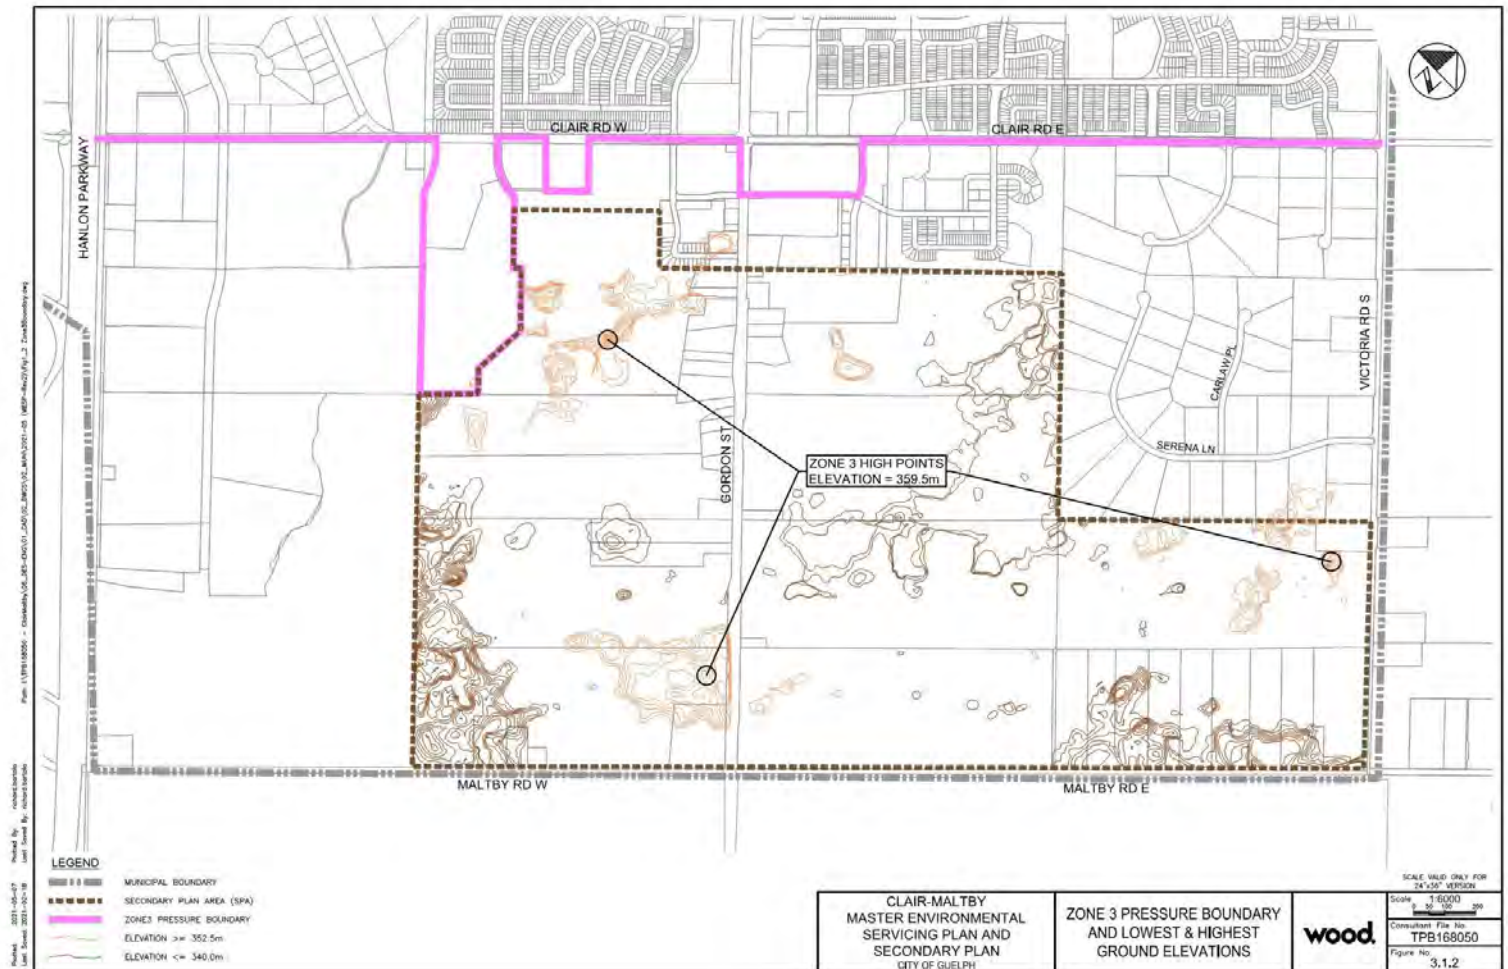 CLAIR RD W
CLAIR RD E
HANLON PARKWAY
VICTORIA RD S
CARLAW PL
SERENA LN
GORDON ST
ZONE 3 HIGH POINTS
ELEVATION = 359.5m
MALTBY RD W
MALTBY RD E
LEGEND
MUNICIPAL BOUNDARY
SECONDARY PLAN AREA (SPA)
ZONE3 PRESSURE BOUNDARY
ELEVATION >= 352.5m
ELEVATION <= 340.0m
CLAIR-MALTBY
MASTER ENVIRONMENTAL
SERVICING PLAN AND
SECONDARY PLAN
CITY OF GUELPH
ZONE 3 PRESSURE BOUNDARY
AND LOWEST & HIGHEST
GROUND ELEVATIONS
wood.
SCALE VALID ONLY FOR
24"x36" VERSION
Scale 1:6000
Consultant File No.
TPB168050
Figure No.
3.1.2